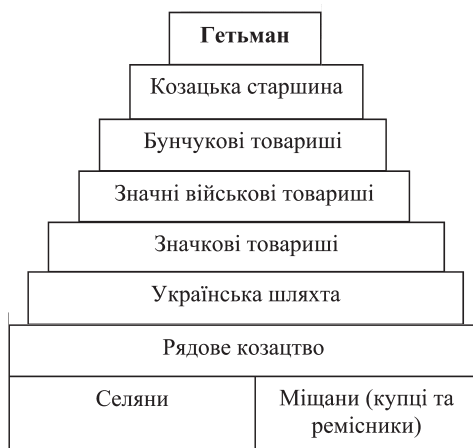 Гетьман
Козацька старшина
Бунчукові товариші
Значні військові товариші
Значкові товариші
Українська шляхта
Рядове козацтво
Селяни
Міщани (купці та
ремісники)